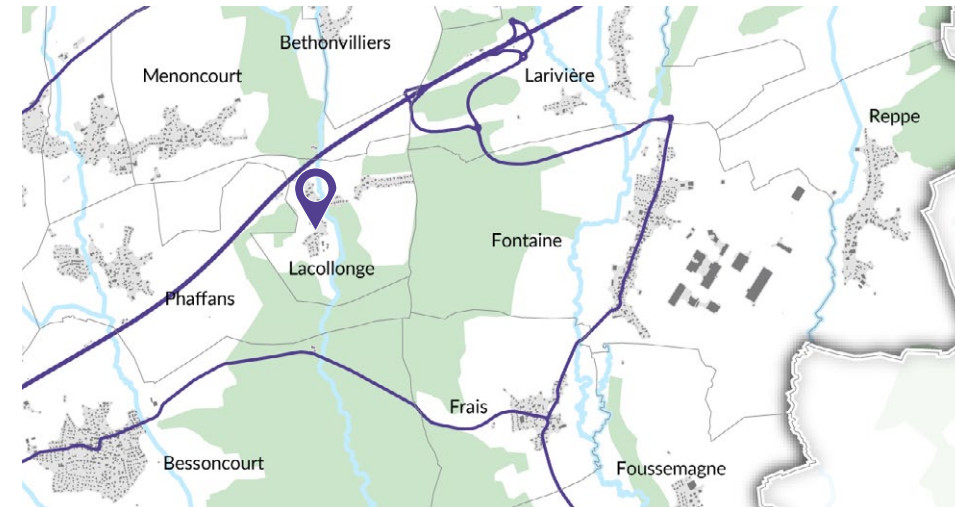 Bethonvilliers
Menoncourt
Larivière
Reppe
Fontaine
Lacollonge
Phaffans
Frais
Bessoncourt
Foussemagne